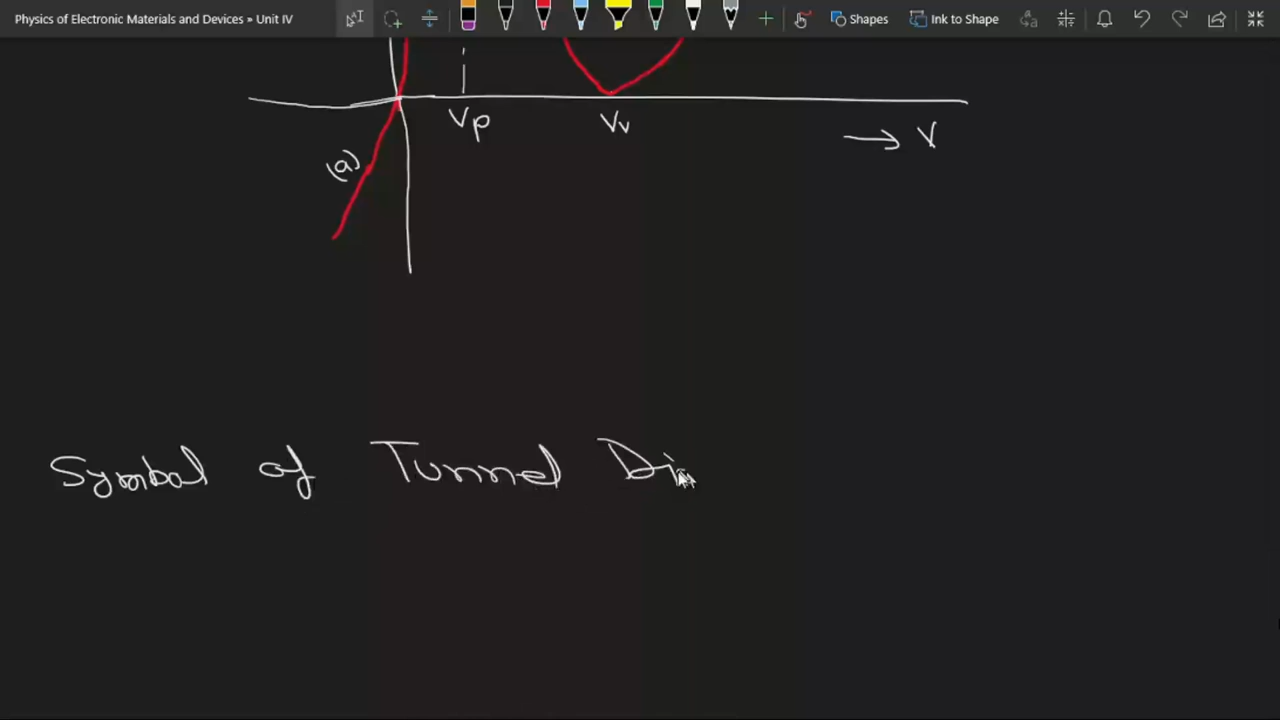 Physics of Electronic Materials and Devices » Unit IV
Shapes
Ink to Shape
Vp
Vv
→ V
(a)
Symbol of Tunnel Di